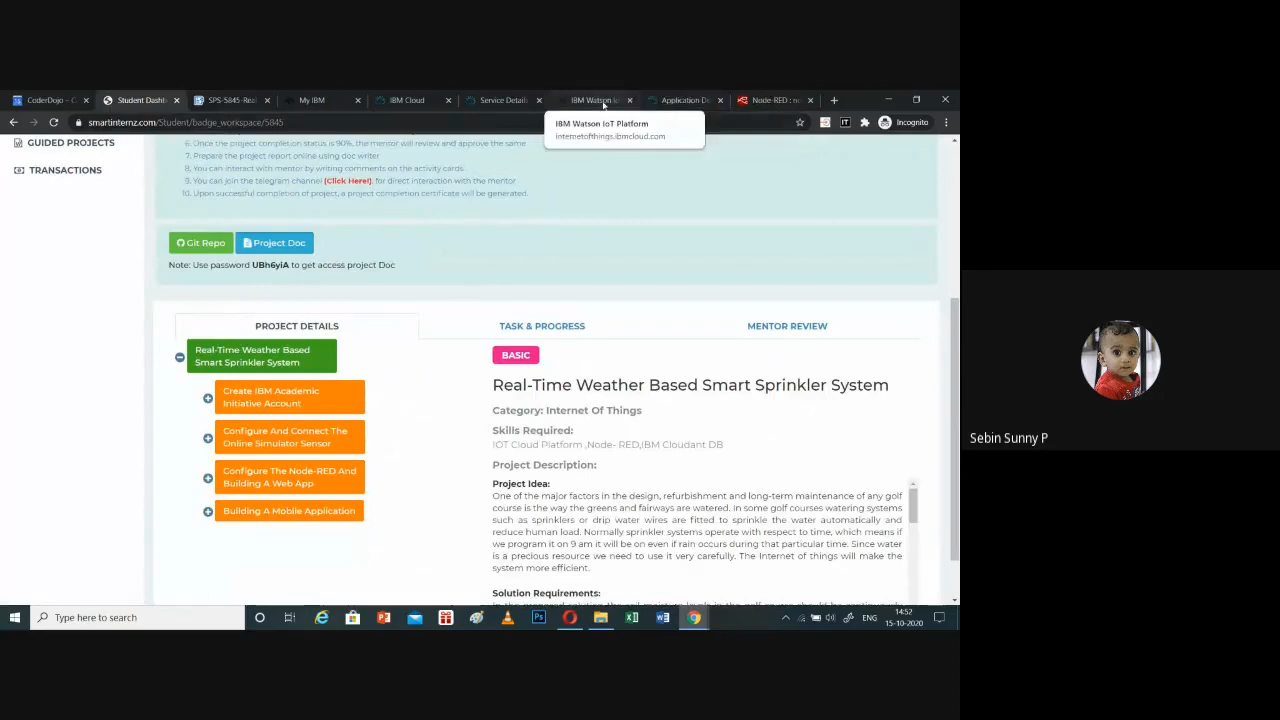 CoderDojo – C
Student Dashb
SPS-5845-Rea
My IBM
IBM Cloud
Service Detail
IBM Watson Io
Application De
Node-RED : n
smartinternz.com/Student/badge_workspace/5845
Incognito
IBM Watson IoT Platform
internetofthings.ibmcloud.com
GUIDED PROJECTS
TRANSACTIONS
6. Once the project completion status is 90%, the mentor will review and approve the same
7. Prepare the project report online using doc writer
8. You can interact with mentor by writing comments on the activity cards.
9. You can join the telegram channel (Click Here!), for direct interaction with the mentor
10. Upon successful completion of project, a project completion certificate will be generated.
Git Repo
Project Doc
Note: Use password UBh6yiA to get access project Doc
PROJECT DETAILS
TASK & PROGRESS
MENTOR REVIEW
Real-Time Weather Based
Smart Sprinkler System
Create IBM Academic
Initiative Account
Configure And Connect The
Online Simulator Sensor
Configure The Node-RED And
Building A Web App
Building A Mobile Application
BASIC
Real-Time Weather Based Smart Sprinkler System
Category: Internet Of Things
Skills Required:
IOT Cloud Platform ,Node- RED,IBM Cloudant DB
Project Description:
Project Idea:
One of the major factors in the design, refurbishment and long-term maintenance of any golf
course is the way the greens and fairways are watered. In some golf courses watering systems
such as sprinklers or drip water wires are fitted to sprinkle the water automatically and
reduce human load. Normally sprinkler systems operate with respect to time, which means if
we program it on 9 am it will be on even if rain occurs during that particular time. Since water
is a precious resource we need to use it very carefully. The Internet of things will make the
system more efficient.
Solution Requirements:
Type here to search
ENG
14:52
15-10-2020
Sebin Sunny P